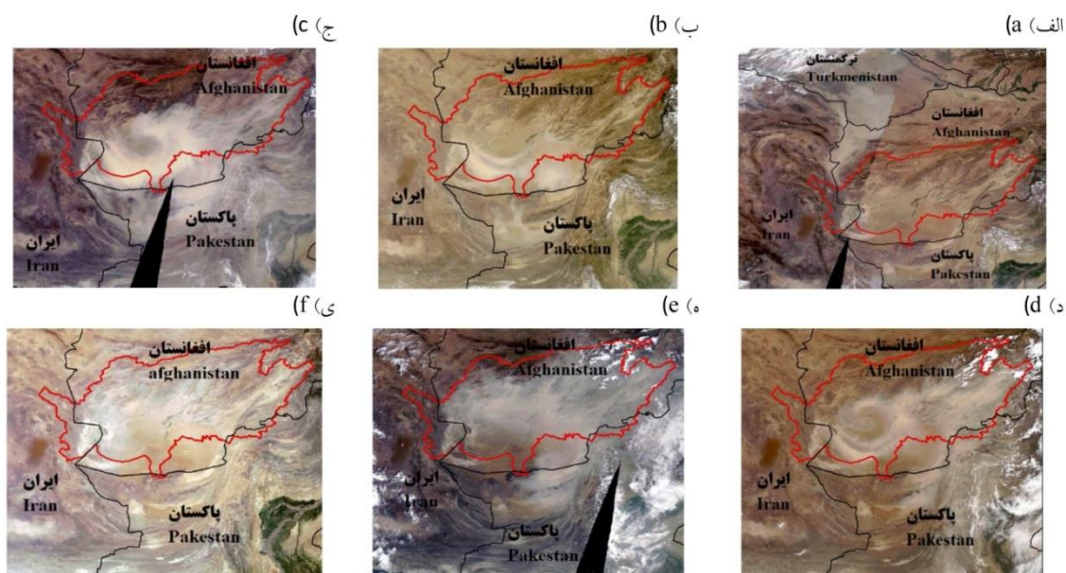 الف) (a
ترکمنستان
Turkmenistan
افغانستان
Afghanistan
ایران
Iran
پاکستان
Pakestan
ب) (b
افغانستان
Afghanistan
ایران
Iran
پاکستان
Pakestan
ج) (c
افغانستان
Afghanistan
ایران
Iran
پاکستان
Pakestan
د) (d
افغانستان
Afghanistan
ایران
Iran
پاکستان
Pakestan
ه) (e
افغانستان
Afghanistan
ایران
Iran
پاکستان
Pakestan
ی) (f
افغانستان
afghanistan
ایران
Iran
پاکستان
Pakestan